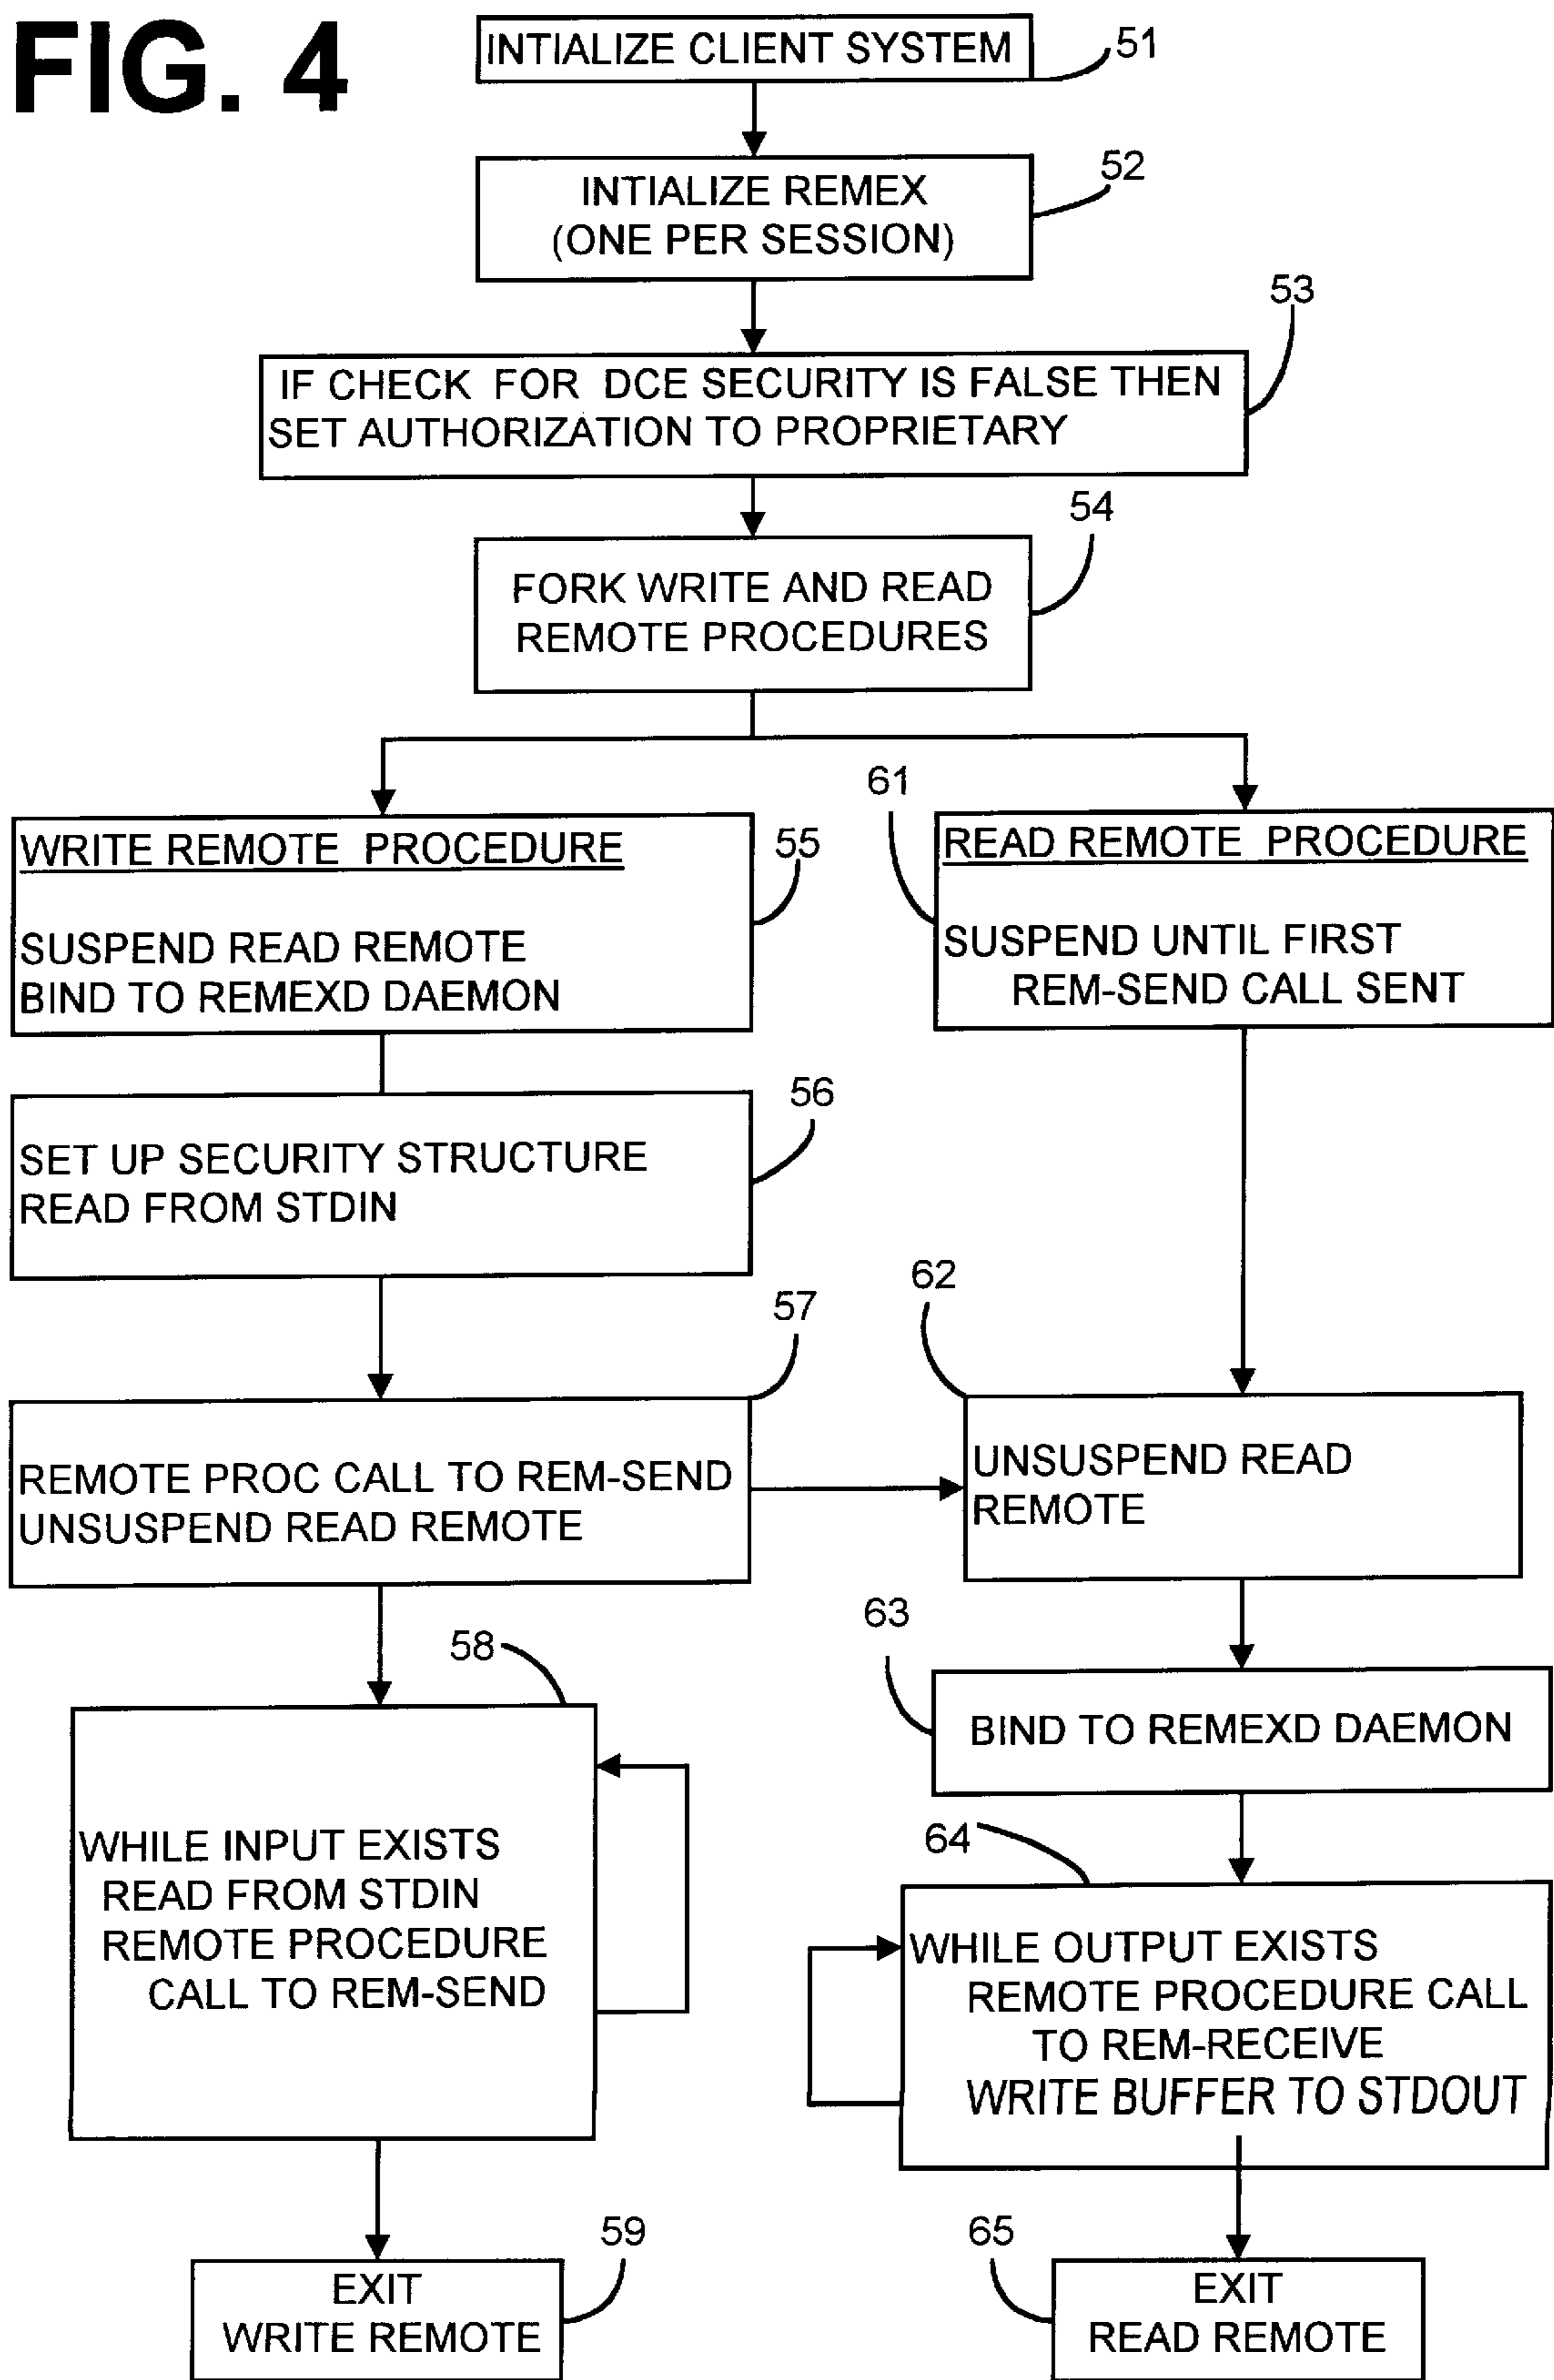 FIG. 4
INTIALIZE CLIENT SYSTEM
51
INTIALIZE REMEX
(ONE PER SESSION)
52
53
IF CHECK FOR DCE SECURITY IS FALSE THEN
SET AUTHORIZATION TO PROPRIETARY
54
FORK WRITE AND READ
REMOTE PROCEDURES
WRITE REMOTE PROCEDURE
SUSPEND READ REMOTE
BIND TO REMEXD DAEMON
55
61
READ REMOTE PROCEDURE
SUSPEND UNTIL FIRST
REM-SEND CALL SENT
56
SET UP SECURITY STRUCTURE
READ FROM STDIN
57
REMOTE PROC CALL TO REM-SEND
UNSUSPEND READ REMOTE
62
UNSUSPEND READ
REMOTE
58
WHILE INPUT EXISTS
READ FROM STDIN
REMOTE PROCEDURE
CALL TO REM-SEND
63
BIND TO REMEXD DAEMON
64
WHILE OUTPUT EXISTS
REMOTE PROCEDURE CALL
TO REM-RECEIVE
WRITE BUFFER TO STDOUT
59
EXIT
WRITE REMOTE
65
EXIT
READ REMOTE